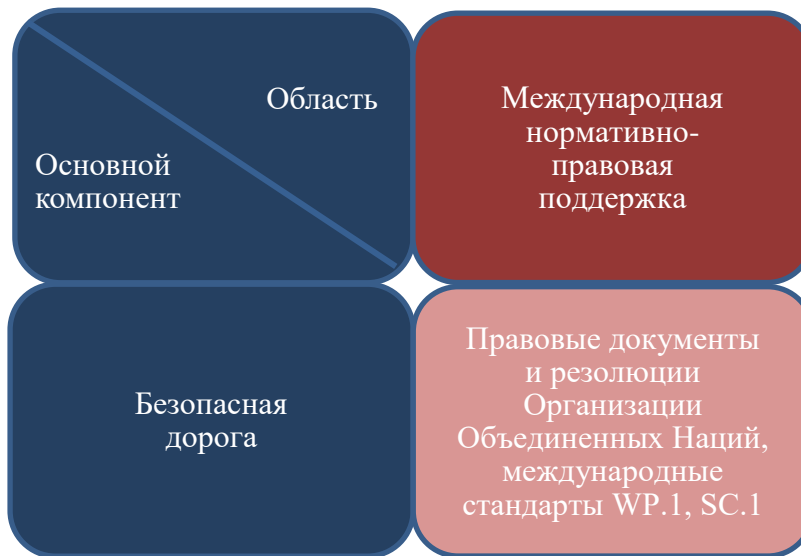 Область
Основной
компонент
Международная
нормативно-
правовая
поддержка
Безопасная
дорога
Правовые документы
и резолюции
Организации
Объединенных Наций,
международные
стандарты WP.1, SC.1